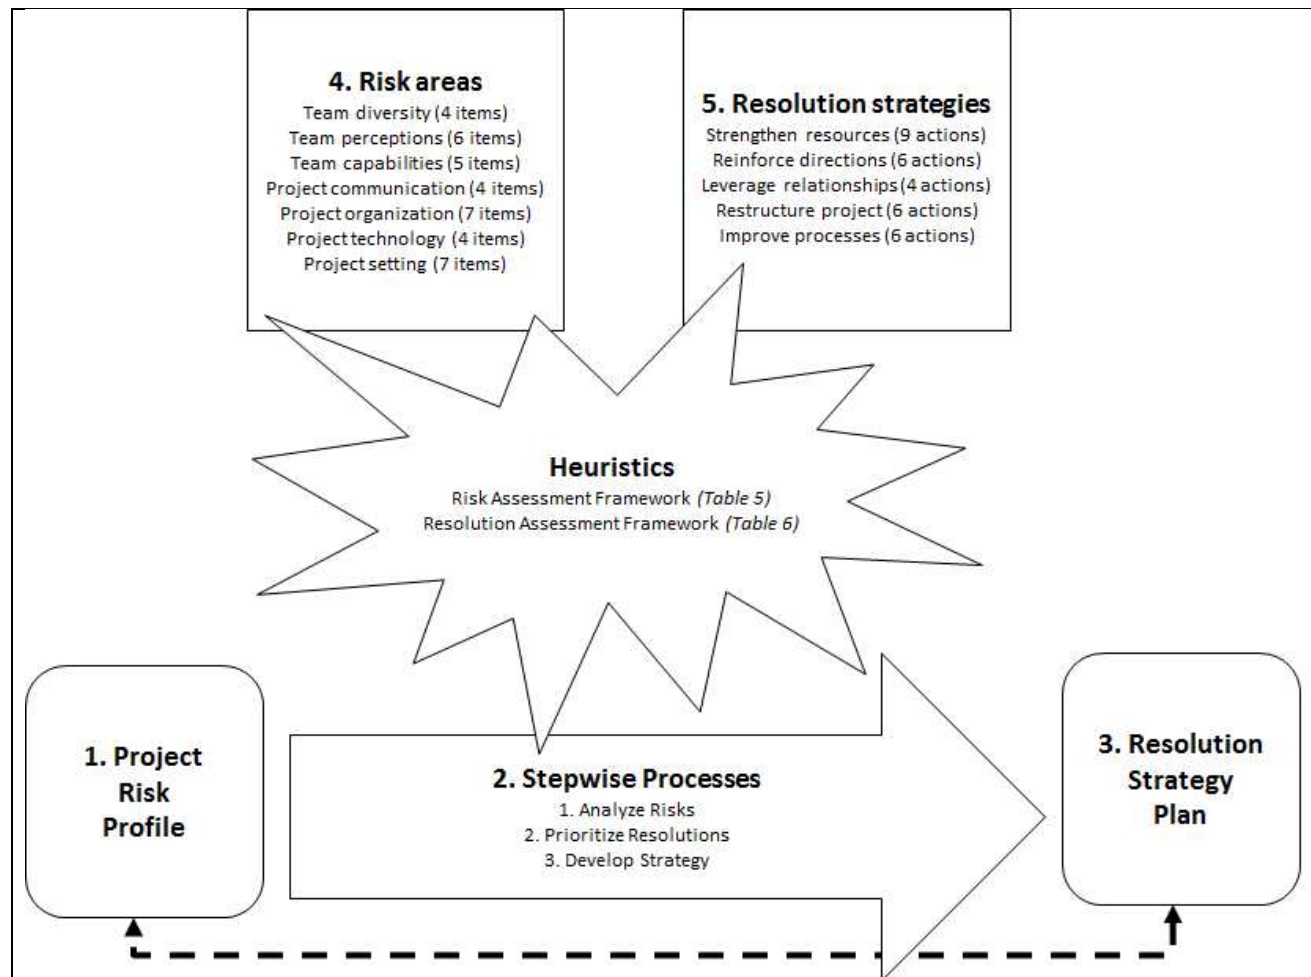 4. Risk areas
Team diversity (4 items)
Team perceptions (6 items)
Team capabilities (5 items)
Project communication (4 items)
Project organization (7 items)
Project technology (4 items)
Project setting (7 items)
5. Resolution strategies
Strengthen resources (9 actions)
Reinforce directions (6 actions)
Leverage relationships (4 actions)
Restructure project (6 actions)
Improve processes (6 actions)
Heuristics
Risk Assessment Framework (Table 5)
Resolution Assessment Framework (Table 6)
1. Project
Risk
Profile
2. Stepwise Processes
1. Analyze Risks
2. Prioritize Resolutions
3. Develop Strategy
3. Resolution
Strategy
Plan